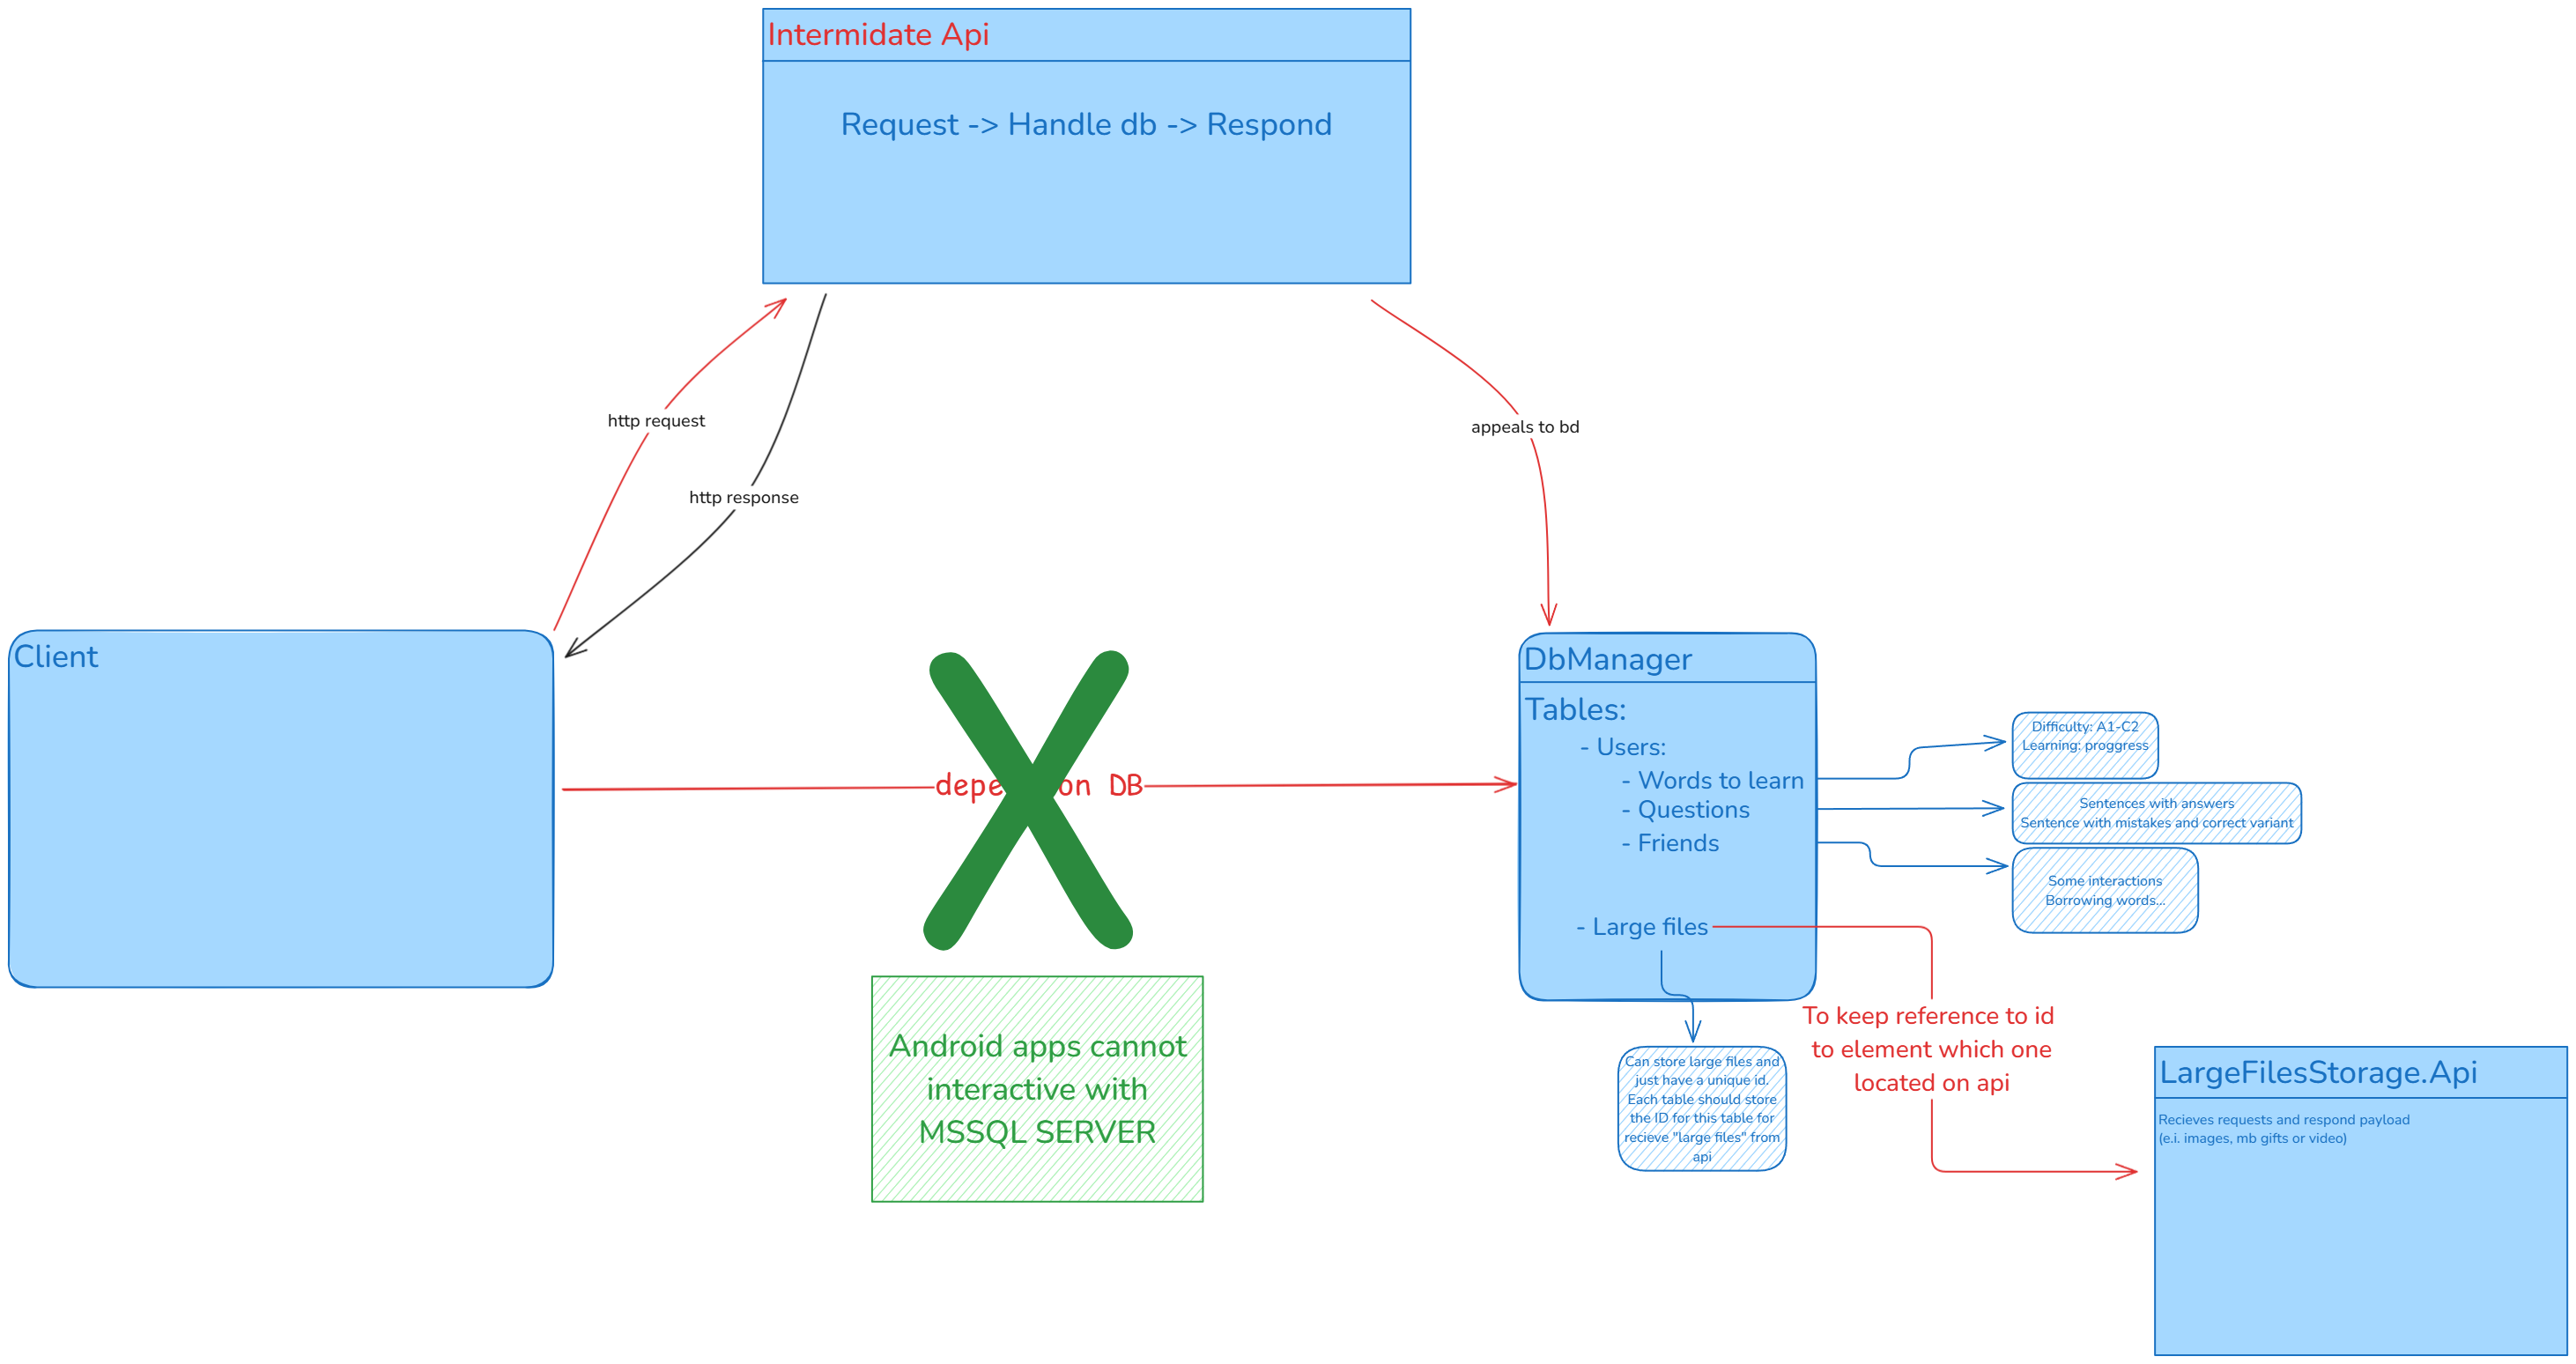 Intermidate Api
Request -> Handle db -> Respond
http request
appeals to bd
http response
Client
DbManager
Tables:
- Users:
- Words to learn
- Questions
- Friends
- Large files
Difficulty: A1-C2
Learning: proggress
Sentences with answers
Sentence with mistakes and correct variant
Some interactions
Borrowing words...
on DB
Android apps cannot
interactive with
MSSQL SERVER
Can store large files and
just have a unique id.
Each table should store
the ID for this table for
recieve "large files" from
api
To keep reference to id
to element which one
located on api
LargeFilesStorage.Api
Recieves requests and respond payload
(e.i. images, mb gifts or video)